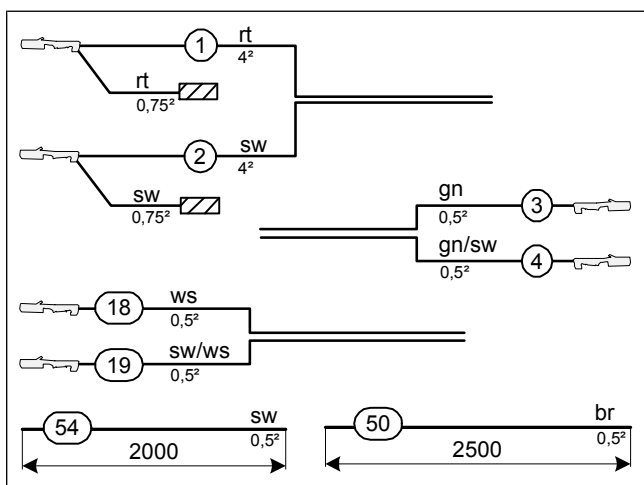 1 rt
4²
rt
0,75²
2 sw
4²
sw
0,75²
gn
0,5²
3
gn/sw
0,5²
4
18 ws
0,5²
19 sw/ws
0,5²
54 sw
0,5²
2000
50 br
0,5²
2500